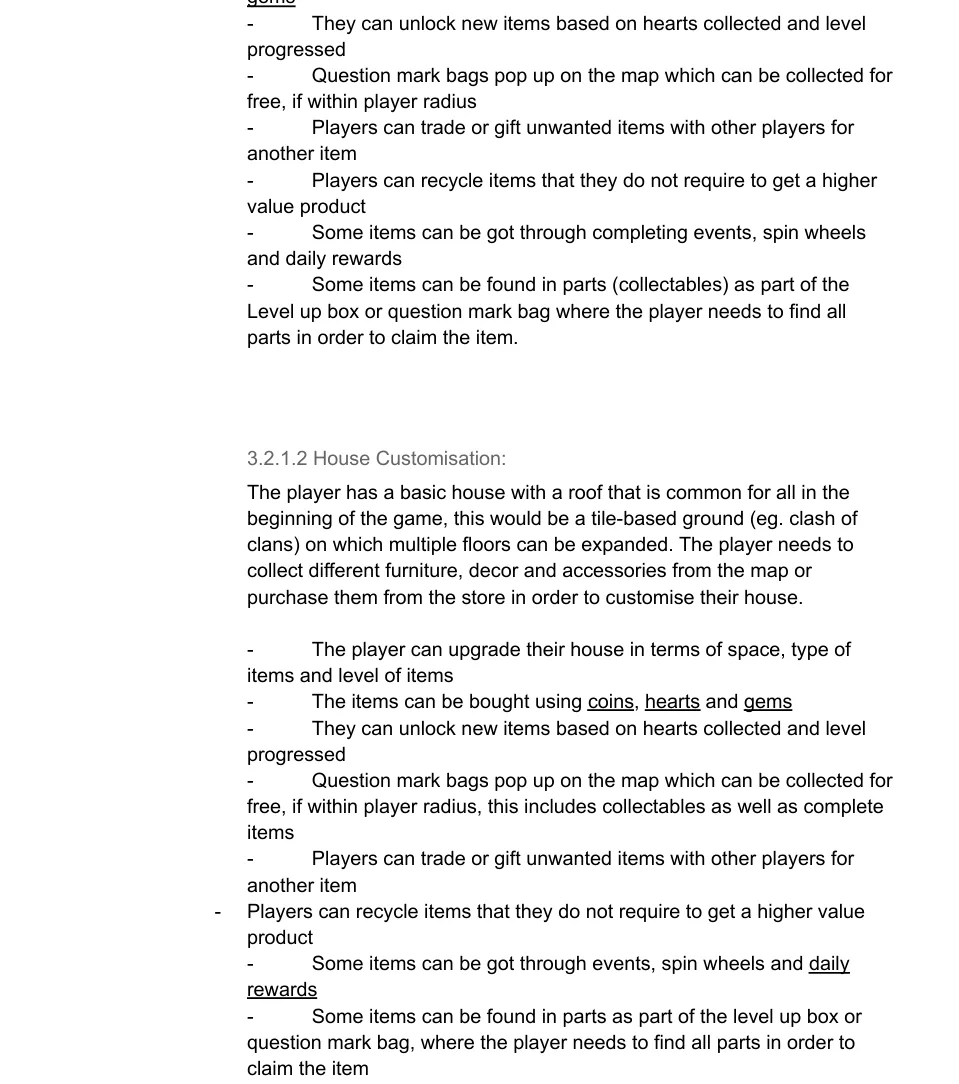 gems
- They can unlock new items based on hearts collected and level
progressed
- Question mark bags pop up on the map which can be collected for
free, if within player radius
- Players can trade or gift unwanted items with other players for
another item
- Players can recycle items that they do not require to get a higher
value product
- Some items can be got through completing events, spin wheels
and daily rewards
- Some items can be found in parts (collectables) as part of the
Level up box or question mark bag where the player needs to find all
parts in order to claim the item.
3.2.1.2 House Customisation:
The player has a basic house with a roof that is common for all in the
beginning of the game, this would be a tile-based ground (eg. clash of
clans) on which multiple floors can be expanded. The player needs to
collect different furniture, decor and accessories from the map or
purchase them from the store in order to customise their house.
- The player can upgrade their house in terms of space, type of
items and level of items
- The items can be bought using coins, hearts and gems
- They can unlock new items based on hearts collected and level
progressed
- Question mark bags pop up on the map which can be collected for
free, if within player radius, this includes collectables as well as complete
items
- Players can trade or gift unwanted items with other players for
another item
- Players can recycle items that they do not require to get a higher value
product
- Some items can be got through events, spin wheels and daily
rewards
- Some items can be found in parts as part of the level up box or
question mark bag, where the player needs to find all parts in order to
claim the item